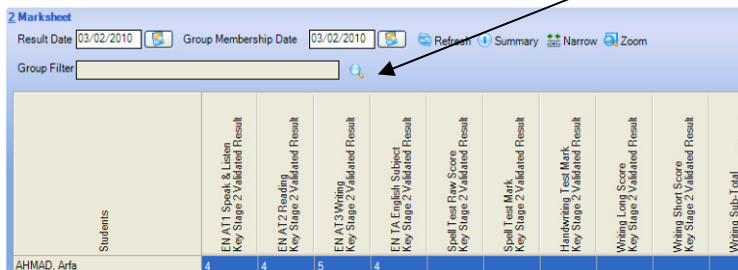 2 Marksheet
Result Date 03/02/2010 Group Membership Date 03/02/2010 Refresh Summary Narrow Zoom
Group Filter
Students
EN AT1 Speak & Listen
Key Stage 2 Validated Result
EN AT2 Reading
Key Stage 2 Validated Result
EN AT3 Writing
Key Stage 2 Validated Result
EN TA English Subject
Key Stage 2 Validated Result
Spell Test Raw Score
Key Stage 2 Validated Result
Spell Test Mark
Key Stage 2 Validated Result
Handwriting Test Mark
Key Stage 2 Validated Result
Writing Long Score
Key Stage 2 Validated Result
Writing Short Score
Key Stage 2 Validated Result
Writing Sub-Total
AHMAD, Arfa 4 4 5 4